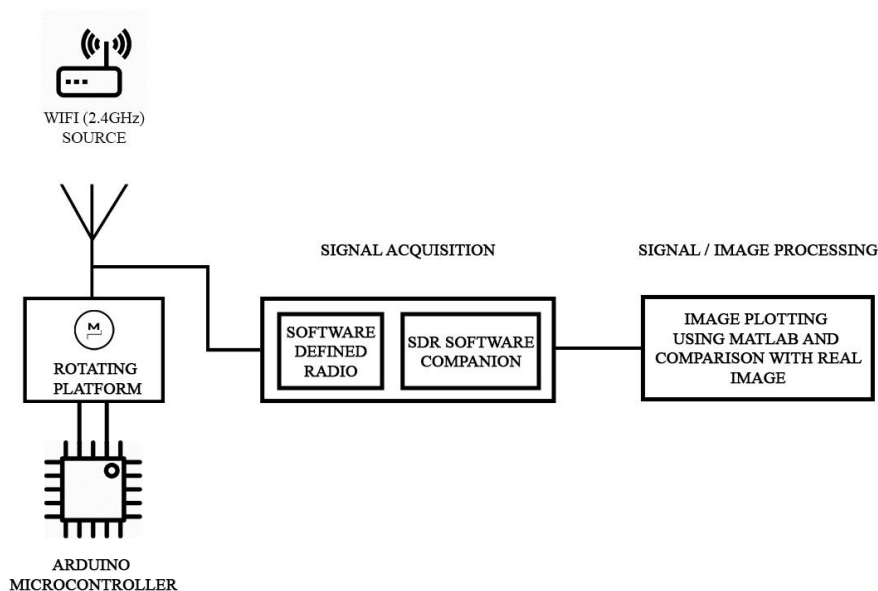 WIFI (2.4GHz)
SOURCE
SIGNAL ACQUISITION
SIGNAL / IMAGE PROCESSING
M
ROTATING
PLATFORM
SOFTWARE
DEFINED
RADIO
SDR SOFTWARE
COMPANION
IMAGE PLOTTING
USING MATLAB AND
COMPARISON WITH REAL
IMAGE
ARDUINO
MICROCONTROLLER